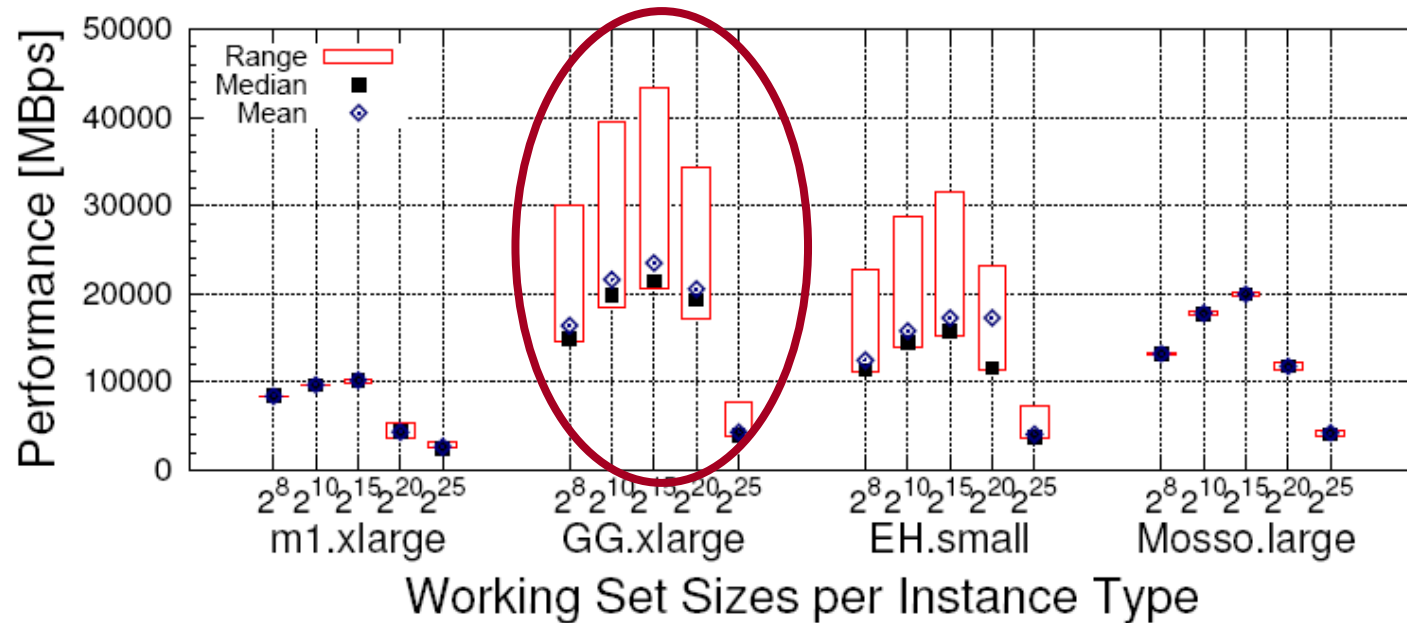 Performance [MBps]
50000
40000
30000
20000
10000
0
Range
Median
Mean
2^8 2^10 2^15 2^20 2^25
m1.xlarge
2^8 2^10 2^15 2^20 2^25
GG.xlarge
2^8 2^10 2^15 2^20 2^25
EH.small
2^8 2^10 2^15 2^20 2^25
Mosso.large
Working Set Sizes per Instance Type